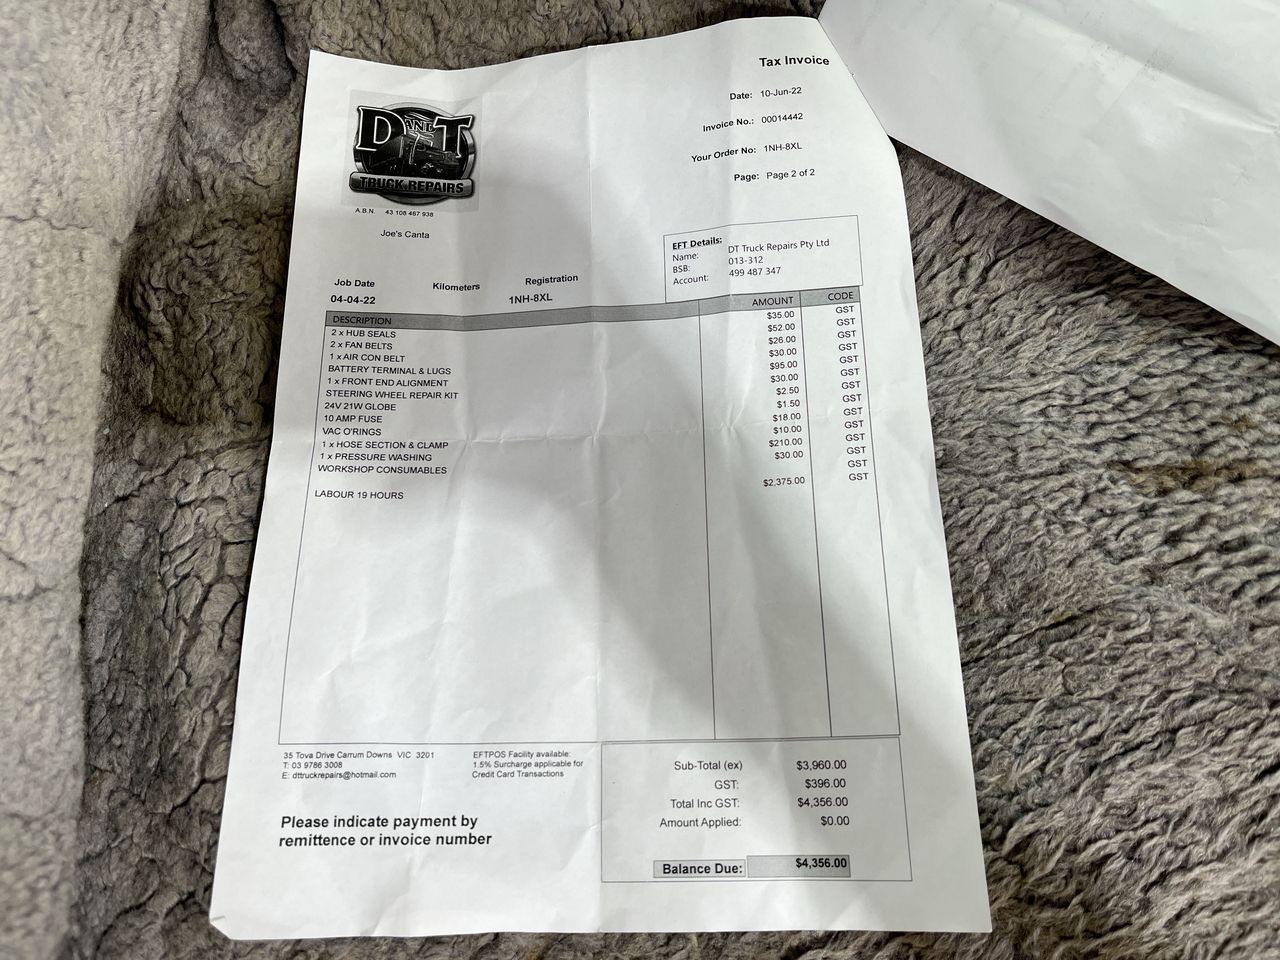 Tax Invoice
D AND T
TRUCK REPAIRS
A.B.N. 43 108 467 938
Joe's Canta
Date: 10-Jun-22
Invoice No.: 00014442
Your Order No: 1NH-8XL
Page: Page 2 of 2
EFT Details:
Name: DT Truck Repairs Pty Ltd
BSB: 013-312
Account: 499 487 347
Job Date Kilometers Registration
04-04-22 1NH-8XL
DESCRIPTION AMOUNT CODE
2 x HUB SEALS $35.00 GST
2 x FAN BELTS $52.00 GST
1 x AIR CON BELT $26.00 GST
BATTERY TERMINAL & LUGS $30.00 GST
1 x FRONT END ALIGNMENT $95.00 GST
STEERING WHEEL REPAIR KIT $30.00 GST
24V 21W GLOBE $2.50 GST
10 AMP FUSE $1.50 GST
VAC O'RINGS $18.00 GST
1 x HOSE SECTION & CLAMP $10.00 GST
1 x PRESSURE WASHING $210.00 GST
WORKSHOP CONSUMABLES $30.00 GST
GST
LABOUR 19 HOURS $2,375.00 GST
35 Tova Drive Carrum Downs VIC 3201
T: 03 9786 3008
E: dttruckrepairs@hotmail.com
EFTPOS Facility available:
1.5% Surcharge applicable for
Credit Card Transactions
Please indicate payment by
remittence or invoice number
Sub-Total (ex) $3,960.00
GST: $396.00
Total Inc GST: $4,356.00
Amount Applied: $0.00
Balance Due: $4,356.00